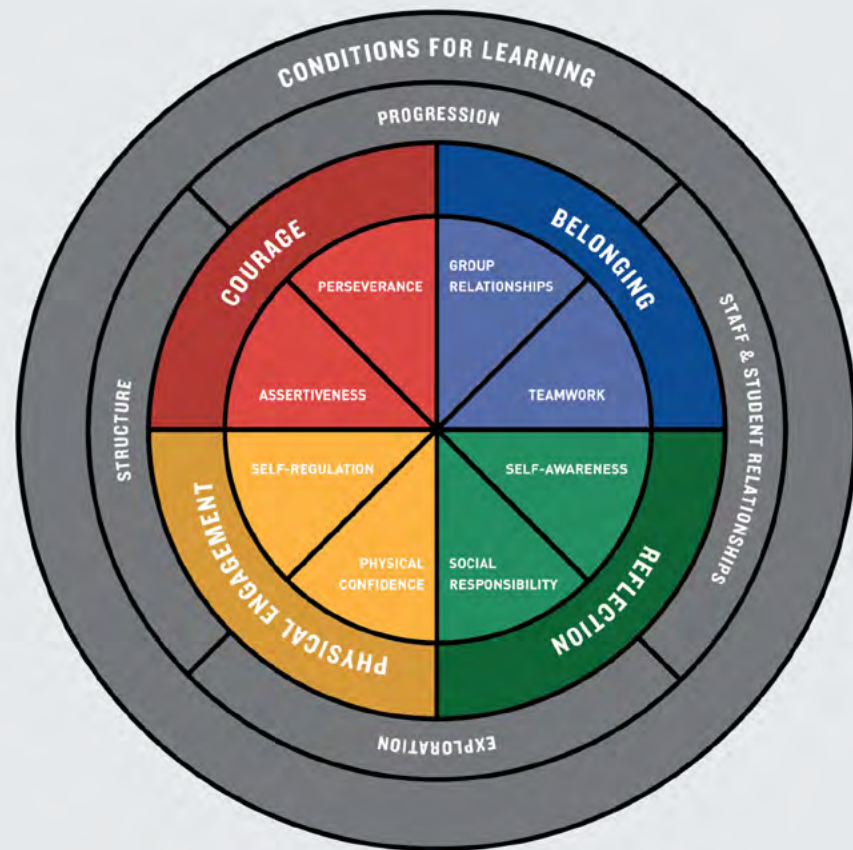 CONDITIONS FOR LEARNING
PROGRESSION
STRUCTURE
STAFF & STUDENT RELATIONSHIPS
EXPLORATION
COURAGE
PERSEVERANCE
ASSERTIVENESS
BELONGING
GROUP
RELATIONSHIPS
TEAMWORK
PHYSICAL ENGAGEMENT
SELF-REGULATION
PHYSICAL
CONFIDENCE
REFLECTION
SELF-AWARENESS
SOCIAL
RESPONSIBILITY